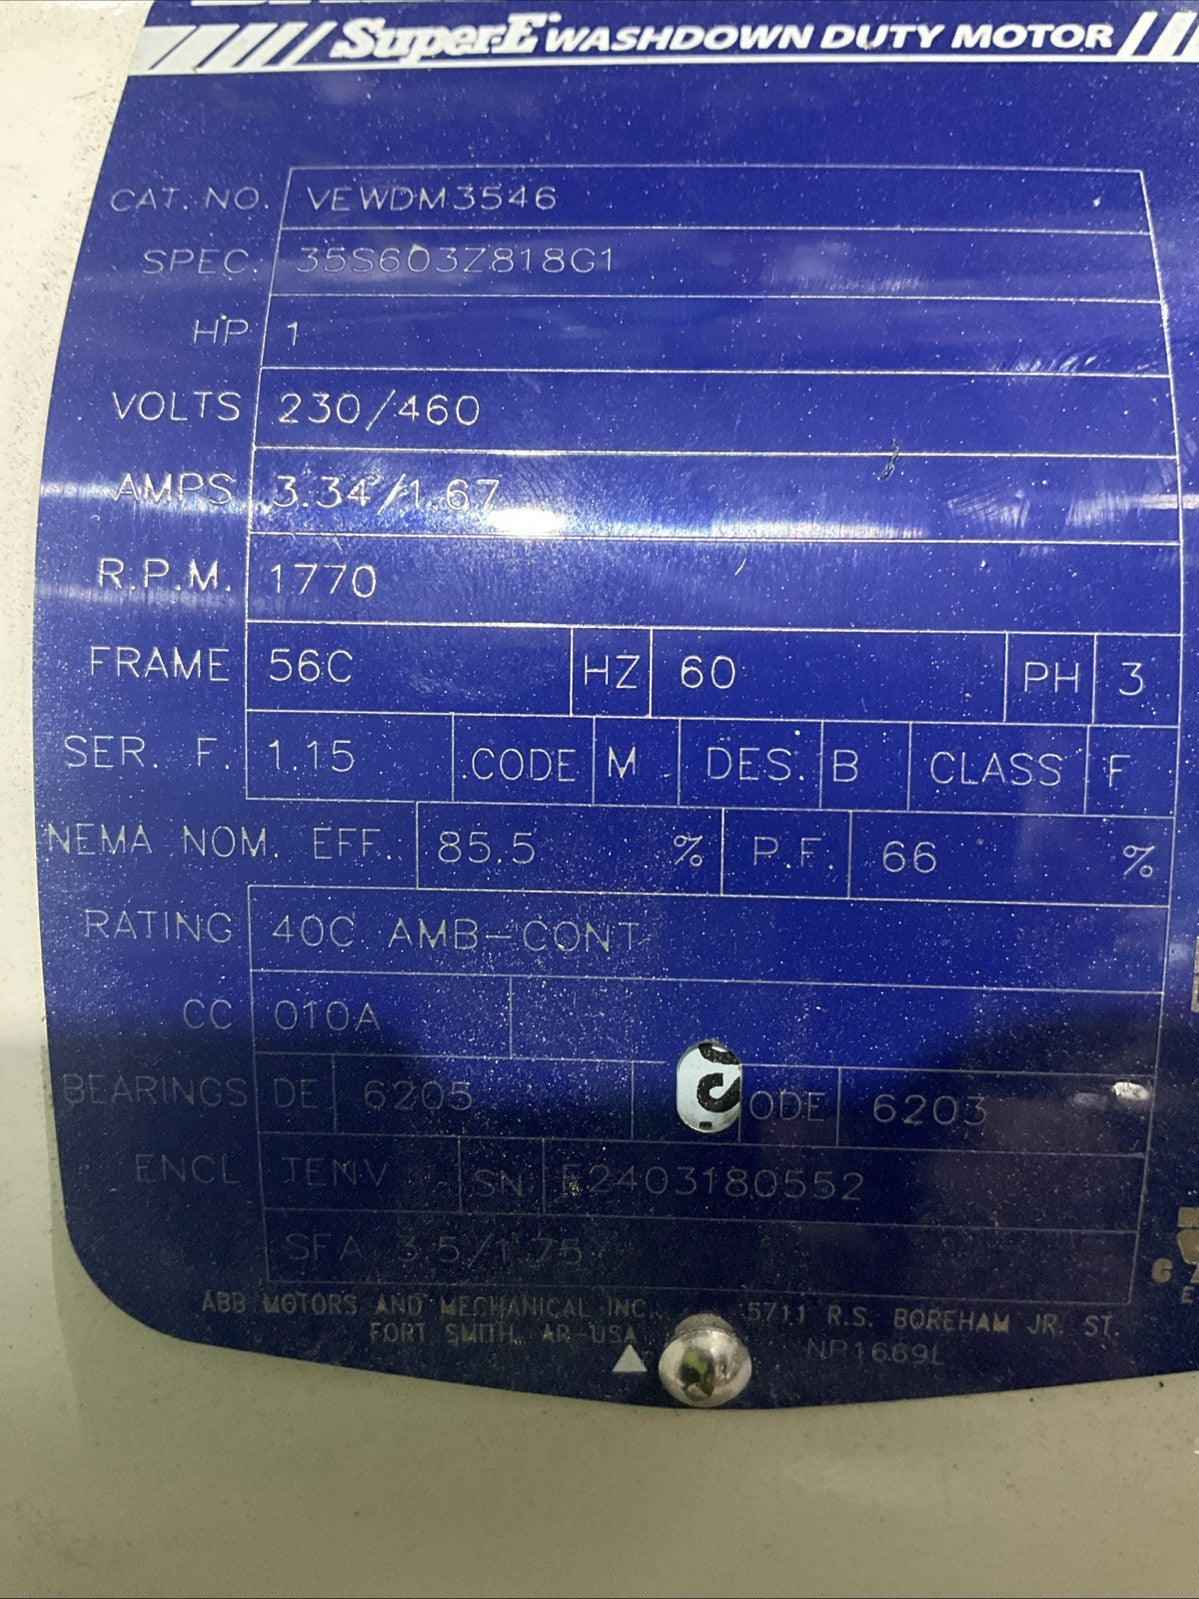 Super-E WASHDOWN DUTY MOTOR
CAT. NO. VEWDM3546
SPEC. 35S603Z818G1
HP 1
VOLTS 230/460
AMPS 3.34/1.67
R.P.M. 1770
FRAME 56C HZ 60 PH 3
SER. F. 1.15 CODE M DES. B CLASS F
NEMA NOM. EFF. 85.5 % P.F. 66 %
RATING 40C AMB-CONT
CC 010A
BEARINGS DE 6205 ODE 6203
ENCL TENV SN F2403180552
SFA 3.5/1.75
ABB MOTORS AND MECHANICAL INC. 5711 R.S. BOREHAM JR. ST.
FORT SMITH, AR-USA NP1669L